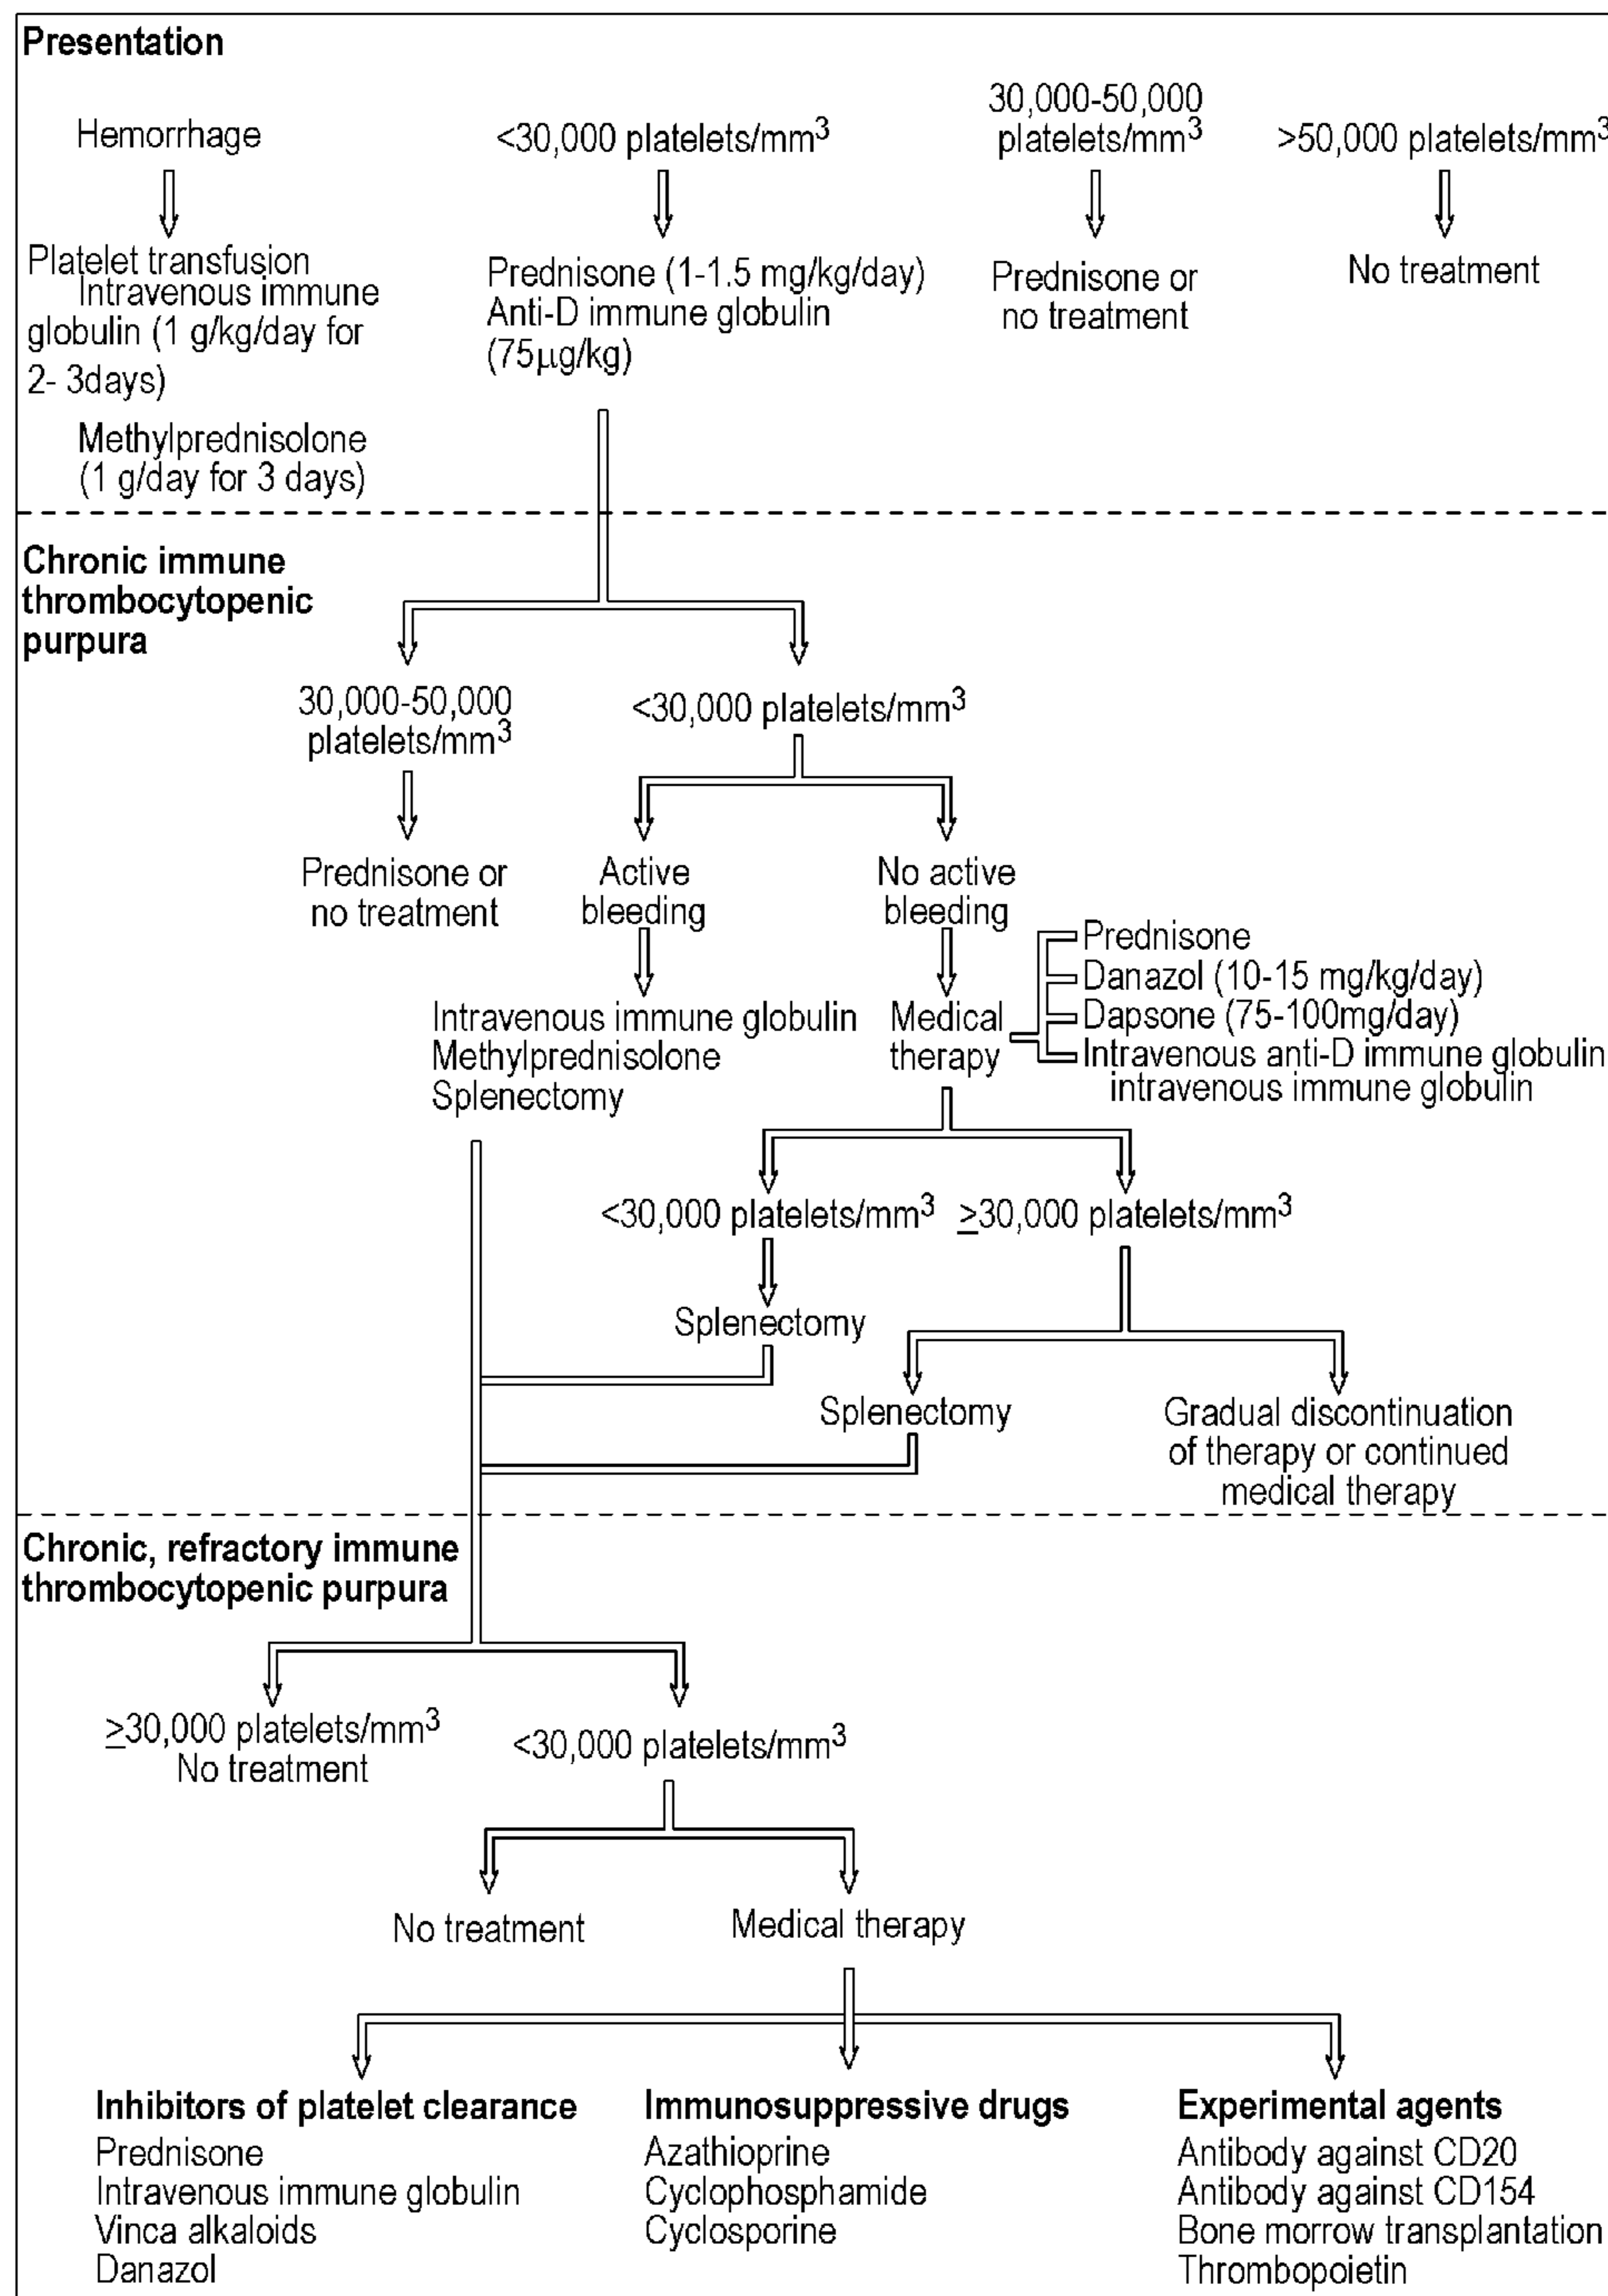 Presentation
Hemorrhage
Platelet transfusion
Intravenous immune
globulin (1 g/kg/day for
2- 3days)
Methylprednisolone
(1 g/day for 3 days)
<30,000 platelets/mm3
Prednisone (1-1.5 mg/kg/day)
Anti-D immune globulin
(75µg/kg)
30,000-50,000
platelets/mm3
Prednisone or
no treatment
>50,000 platelets/mm3
No treatment
Chronic immune
thrombocytopenic
purpura
30,000-50,000
platelets/mm3
Prednisone or
no treatment
<30,000 platelets/mm3
Active
bleeding
Intravenous immune globulin
Methylprednisolone
Splenectomy
No active
bleeding
Medical
therapy
Prednisone
Danazol (10-15 mg/kg/day)
Dapsone (75-100mg/day)
Intravenous anti-D immune globulin
intravenous immune globulin
<30,000 platelets/mm3
Splenectomy
≥30,000 platelets/mm3
Splenectomy
Gradual discontinuation
of therapy or continued
medical therapy
Chronic, refractory immune
thrombocytopenic purpura
≥30,000 platelets/mm3
No treatment
<30,000 platelets/mm3
No treatment
Medical therapy
Inhibitors of platelet clearance
Prednisone
Intravenous immune globulin
Vinca alkaloids
Danazol
Immunosuppressive drugs
Azathioprine
Cyclophosphamide
Cyclosporine
Experimental agents
Antibody against CD20
Antibody against CD154
Bone morrow transplantation
Thrombopoietin